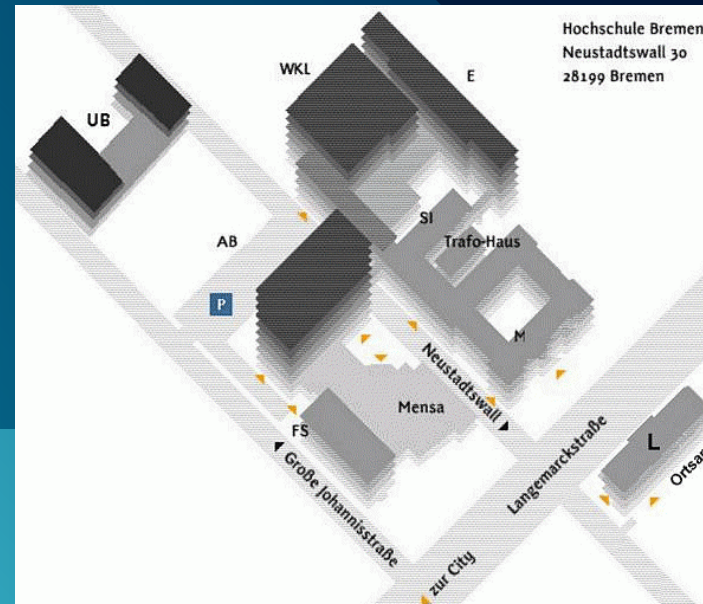 Hochschule Bremen
Neustadtswall 30
28199 Bremen
WKL
E
UB
SI
AB
Trafo-Haus
P
M
Neustadtswall
Mensa
FS
Langemarckstraße
L
Große Johannisstraße
zur City